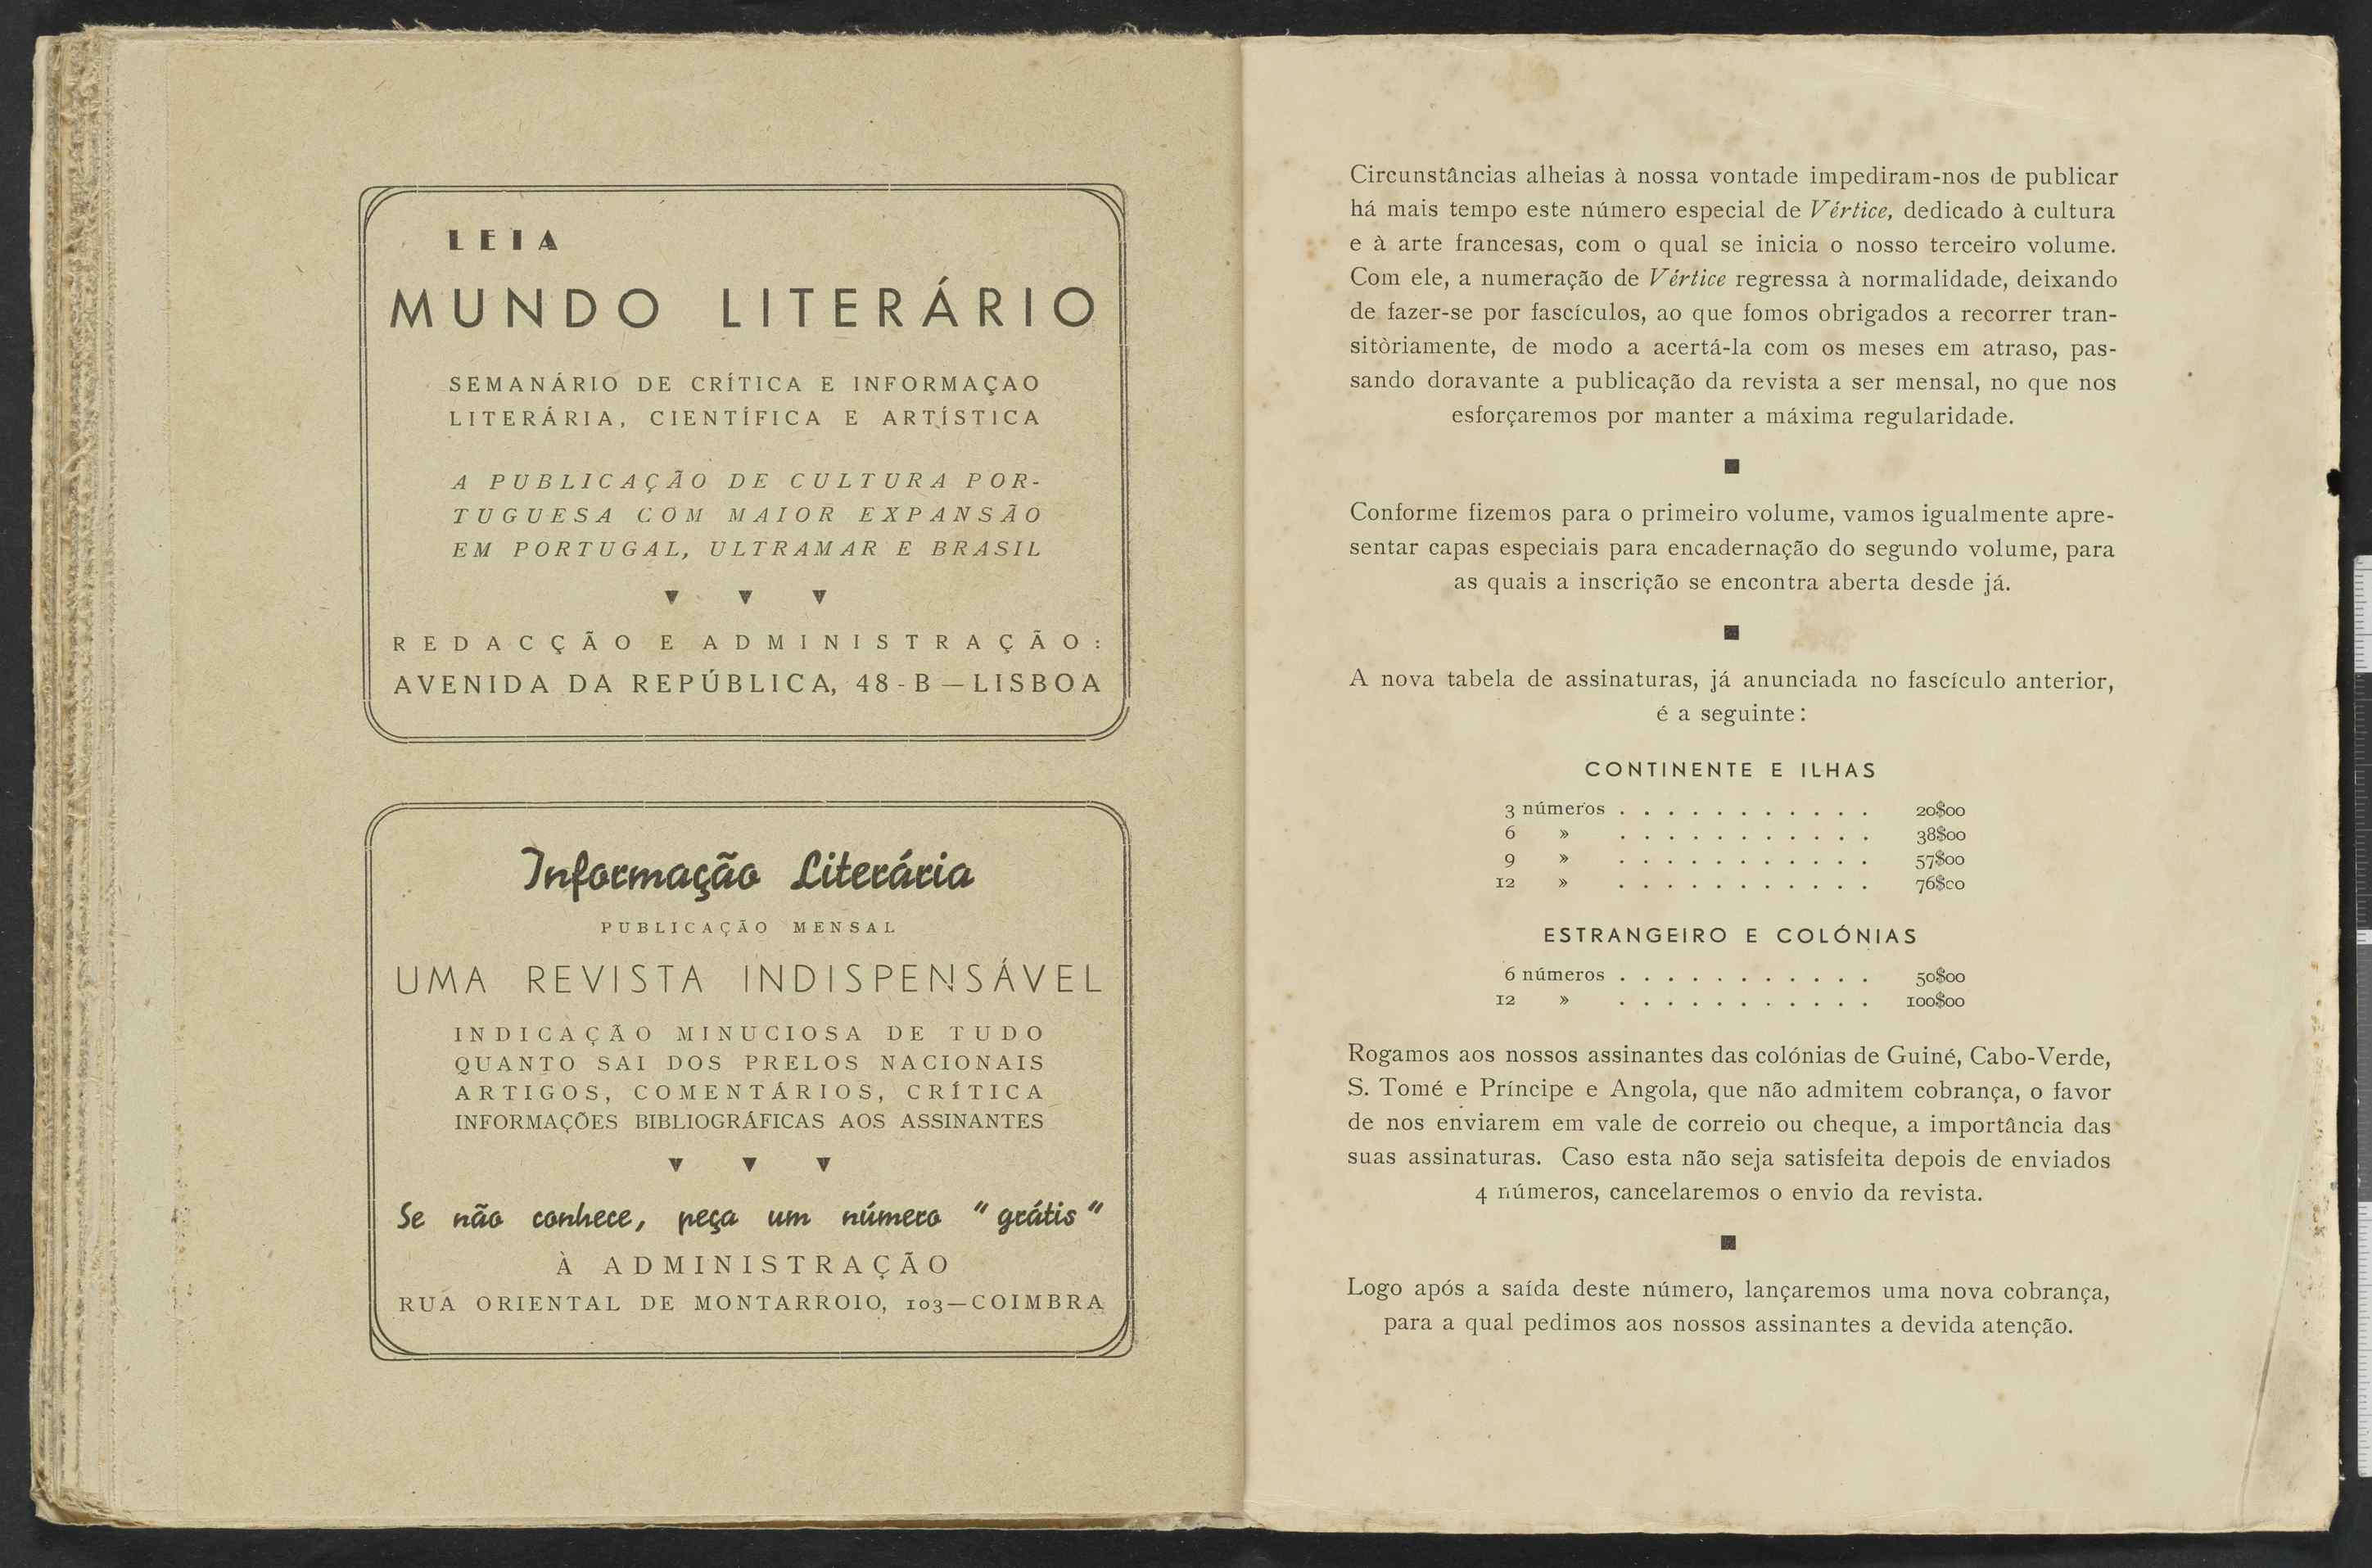 LEIA
MUNDO LITERÁRIO
SEMANÁRIO DE CRÍTICA E INFORMAÇAO
LITERÁRIA, CIENTÍFICA E ARTÍSTICA
A PUBLICAÇÃO DE CULTURA POR-
TUGUESA COM MAIOR EXPANSÃO
EM PORTUGAL, ULTRAMAR E BRASIL
REDACÇÃO E ADMINISTRAÇÃO:
AVENIDA DA REPÚBLICA, 48-B — LISBOA
Informação Literária
PUBLICAÇÃO MENSAL
UMA REVISTA INDISPENSÁVEL
INDICAÇÃO MINUCIOSA DE TUDO
QUANTO SAI DOS PRELOS NACIONAIS
ARTIGOS, COMENTÁRIOS, CRÍTICA
INFORMAÇÕES BIBLIOGRÁFICAS AOS ASSINANTES
Se não conhece, peça um número "grátis"
À ADMINISTRAÇÃO
RUA ORIENTAL DE MONTARROIO, 103—COIMBRA
Circunstâncias alheias à nossa vontade impediram-nos de publicar
há mais tempo este número especial de Vértice, dedicado à cultura
e à arte francesas, com o qual se inicia o nosso terceiro volume.
Com ele, a numeração de Vértice regressa à normalidade, deixando
de fazer-se por fascículos, ao que fomos obrigados a recorrer tran-
sitòriamente, de modo a acertá-la com os meses em atraso, pas-
sando doravante a publicação da revista a ser mensal, no que nos
esforçaremos por manter a máxima regularidade.
Conforme fizemos para o primeiro volume, vamos igualmente apre-
sentar capas especiais para encadernação do segundo volume, para
as quais a inscrição se encontra aberta desde já.
A nova tabela de assinaturas, já anunciada no fascículo anterior,
é a seguinte:
CONTINENTE E ILHAS
3 números . . . . . . . . . . . 20$00
6 » . . . . . . . . . . . 38$00
9 » . . . . . . . . . . . 57$00
12 » . . . . . . . . . . . 76$00
ESTRANGEIRO E COLÓNIAS
6 números . . . . . . . . . . . 50$00
12 » . . . . . . . . . . . 100$00
Rogamos aos nossos assinantes das colónias de Guiné, Cabo-Verde,
S. Tomé e Príncipe e Angola, que não admitem cobrança, o favor
de nos enviarem em vale de correio ou cheque, a importância das
suas assinaturas. Caso esta não seja satisfeita depois de enviados
4 números, cancelaremos o envio da revista.
Logo após a saída deste número, lançaremos uma nova cobrança,
para a qual pedimos aos nossos assinantes a devida atenção.